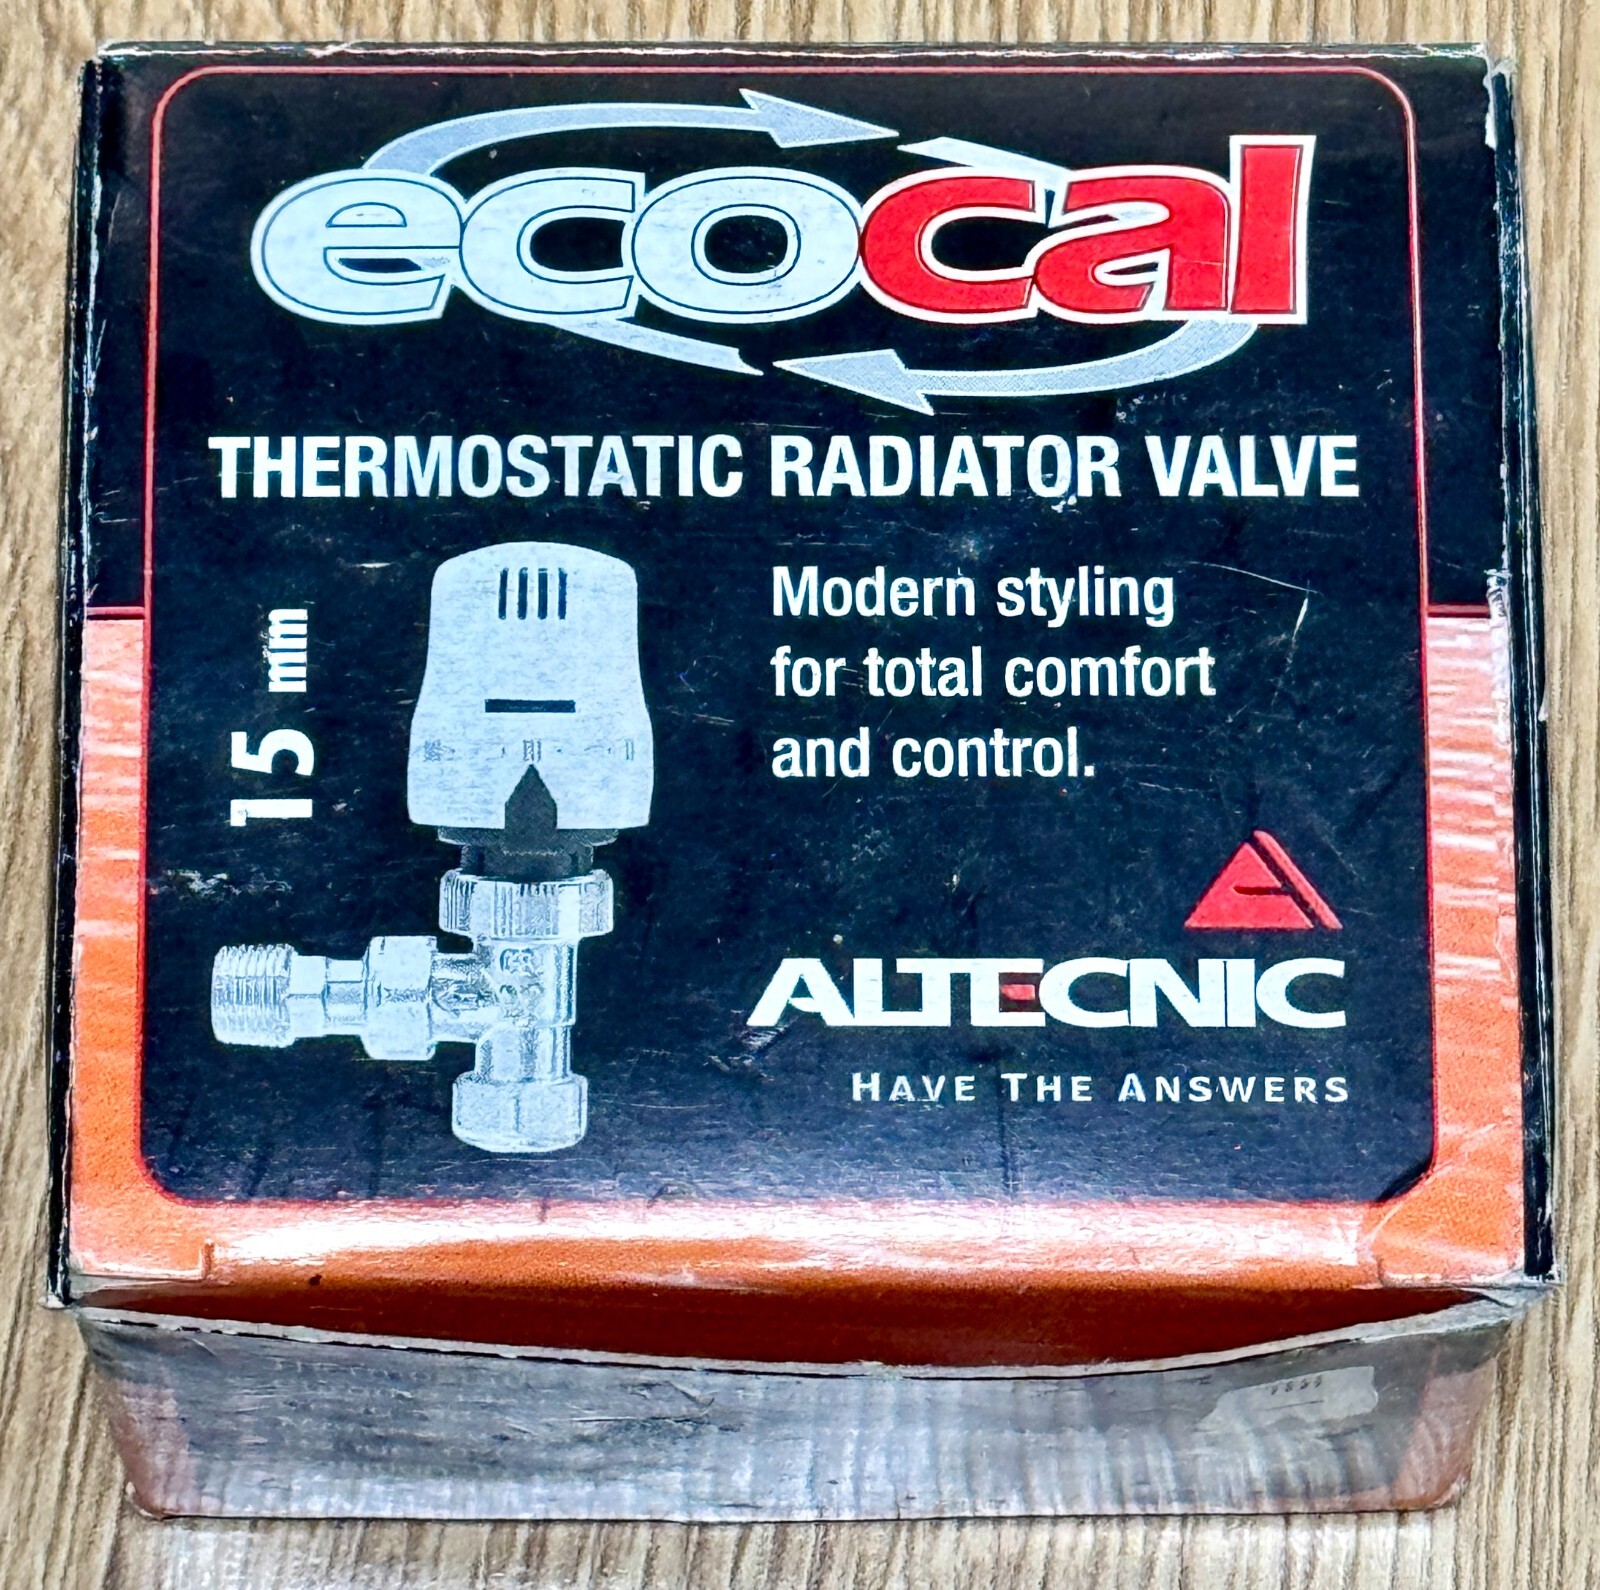 ecocal
THERMOSTATIC RADIATOR VALVE
15 mm
Modern styling
for total comfort
and control.
ALTECNIC
HAVE THE ANSWERS